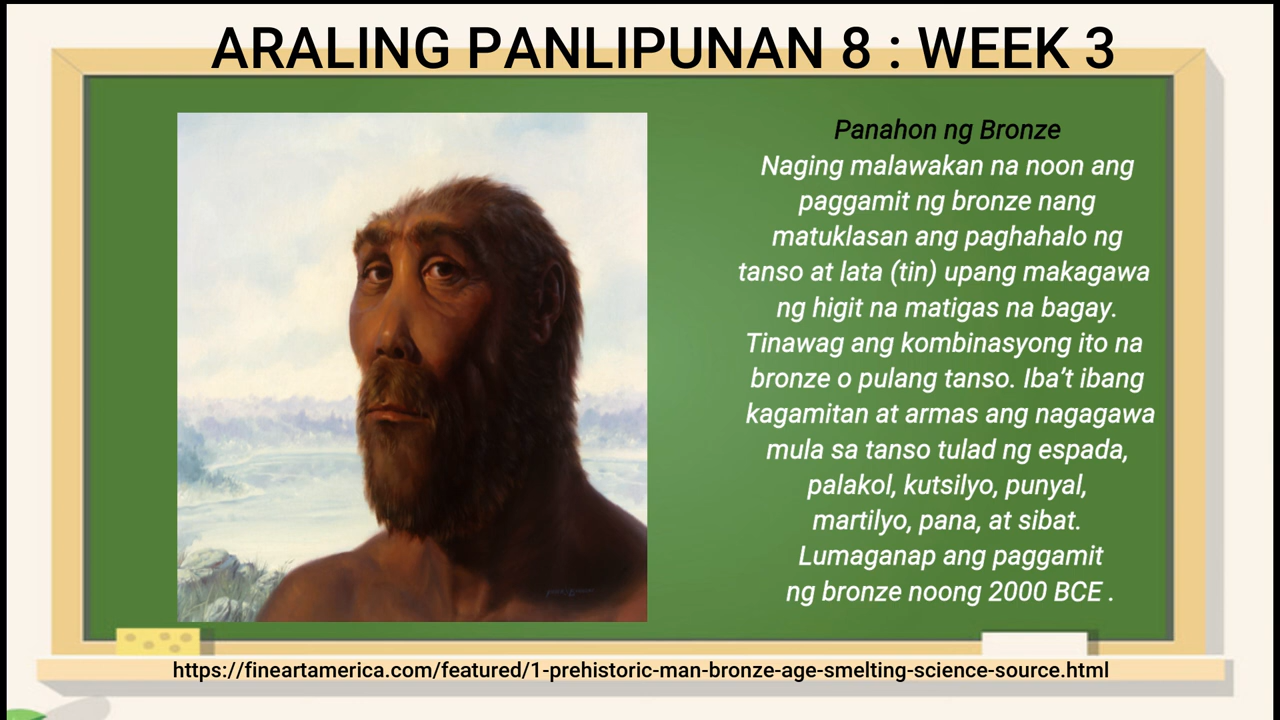 ARALING PANLIPUNAN 8 : WEEK 3
Panahon ng Bronze
Naging malawakan na noon ang
paggamit ng bronze nang
matuklasan ang paghahalo ng
tanso at lata (tin) upang makagawa
ng higit na matigas na bagay.
Tinawag ang kombinasyong ito na
bronze o pulang tanso. Iba’t ibang
kagamitan at armas ang nagagawa
mula sa tanso tulad ng espada,
palakol, kutsilyo, punyal,
martilyo, pana, at sibat.
Lumaganap ang paggamit
ng bronze noong 2000 BCE .
https://fineartamerica.com/featured/1-prehistoric-man-bronze-age-smelting-science-source.html